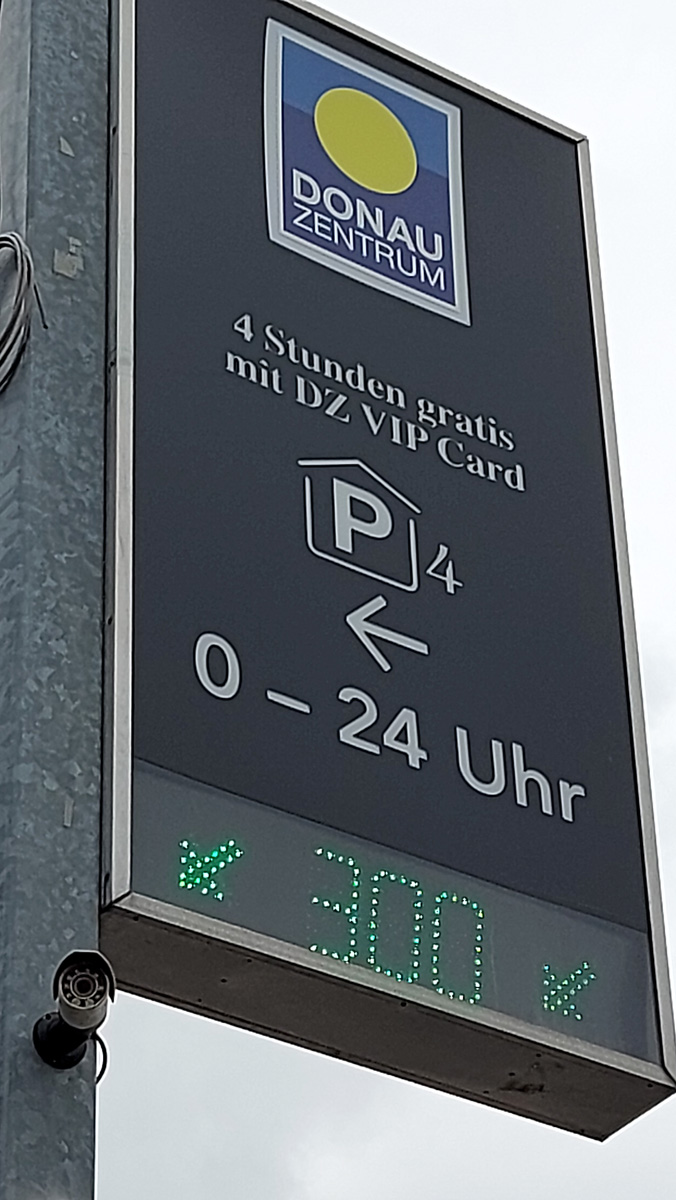 DONAU
ZENTRUM
4 Stunden gratis
mit DZ VIP Card
P 4
←
0 – 24 Uhr
↙ 300 ↙